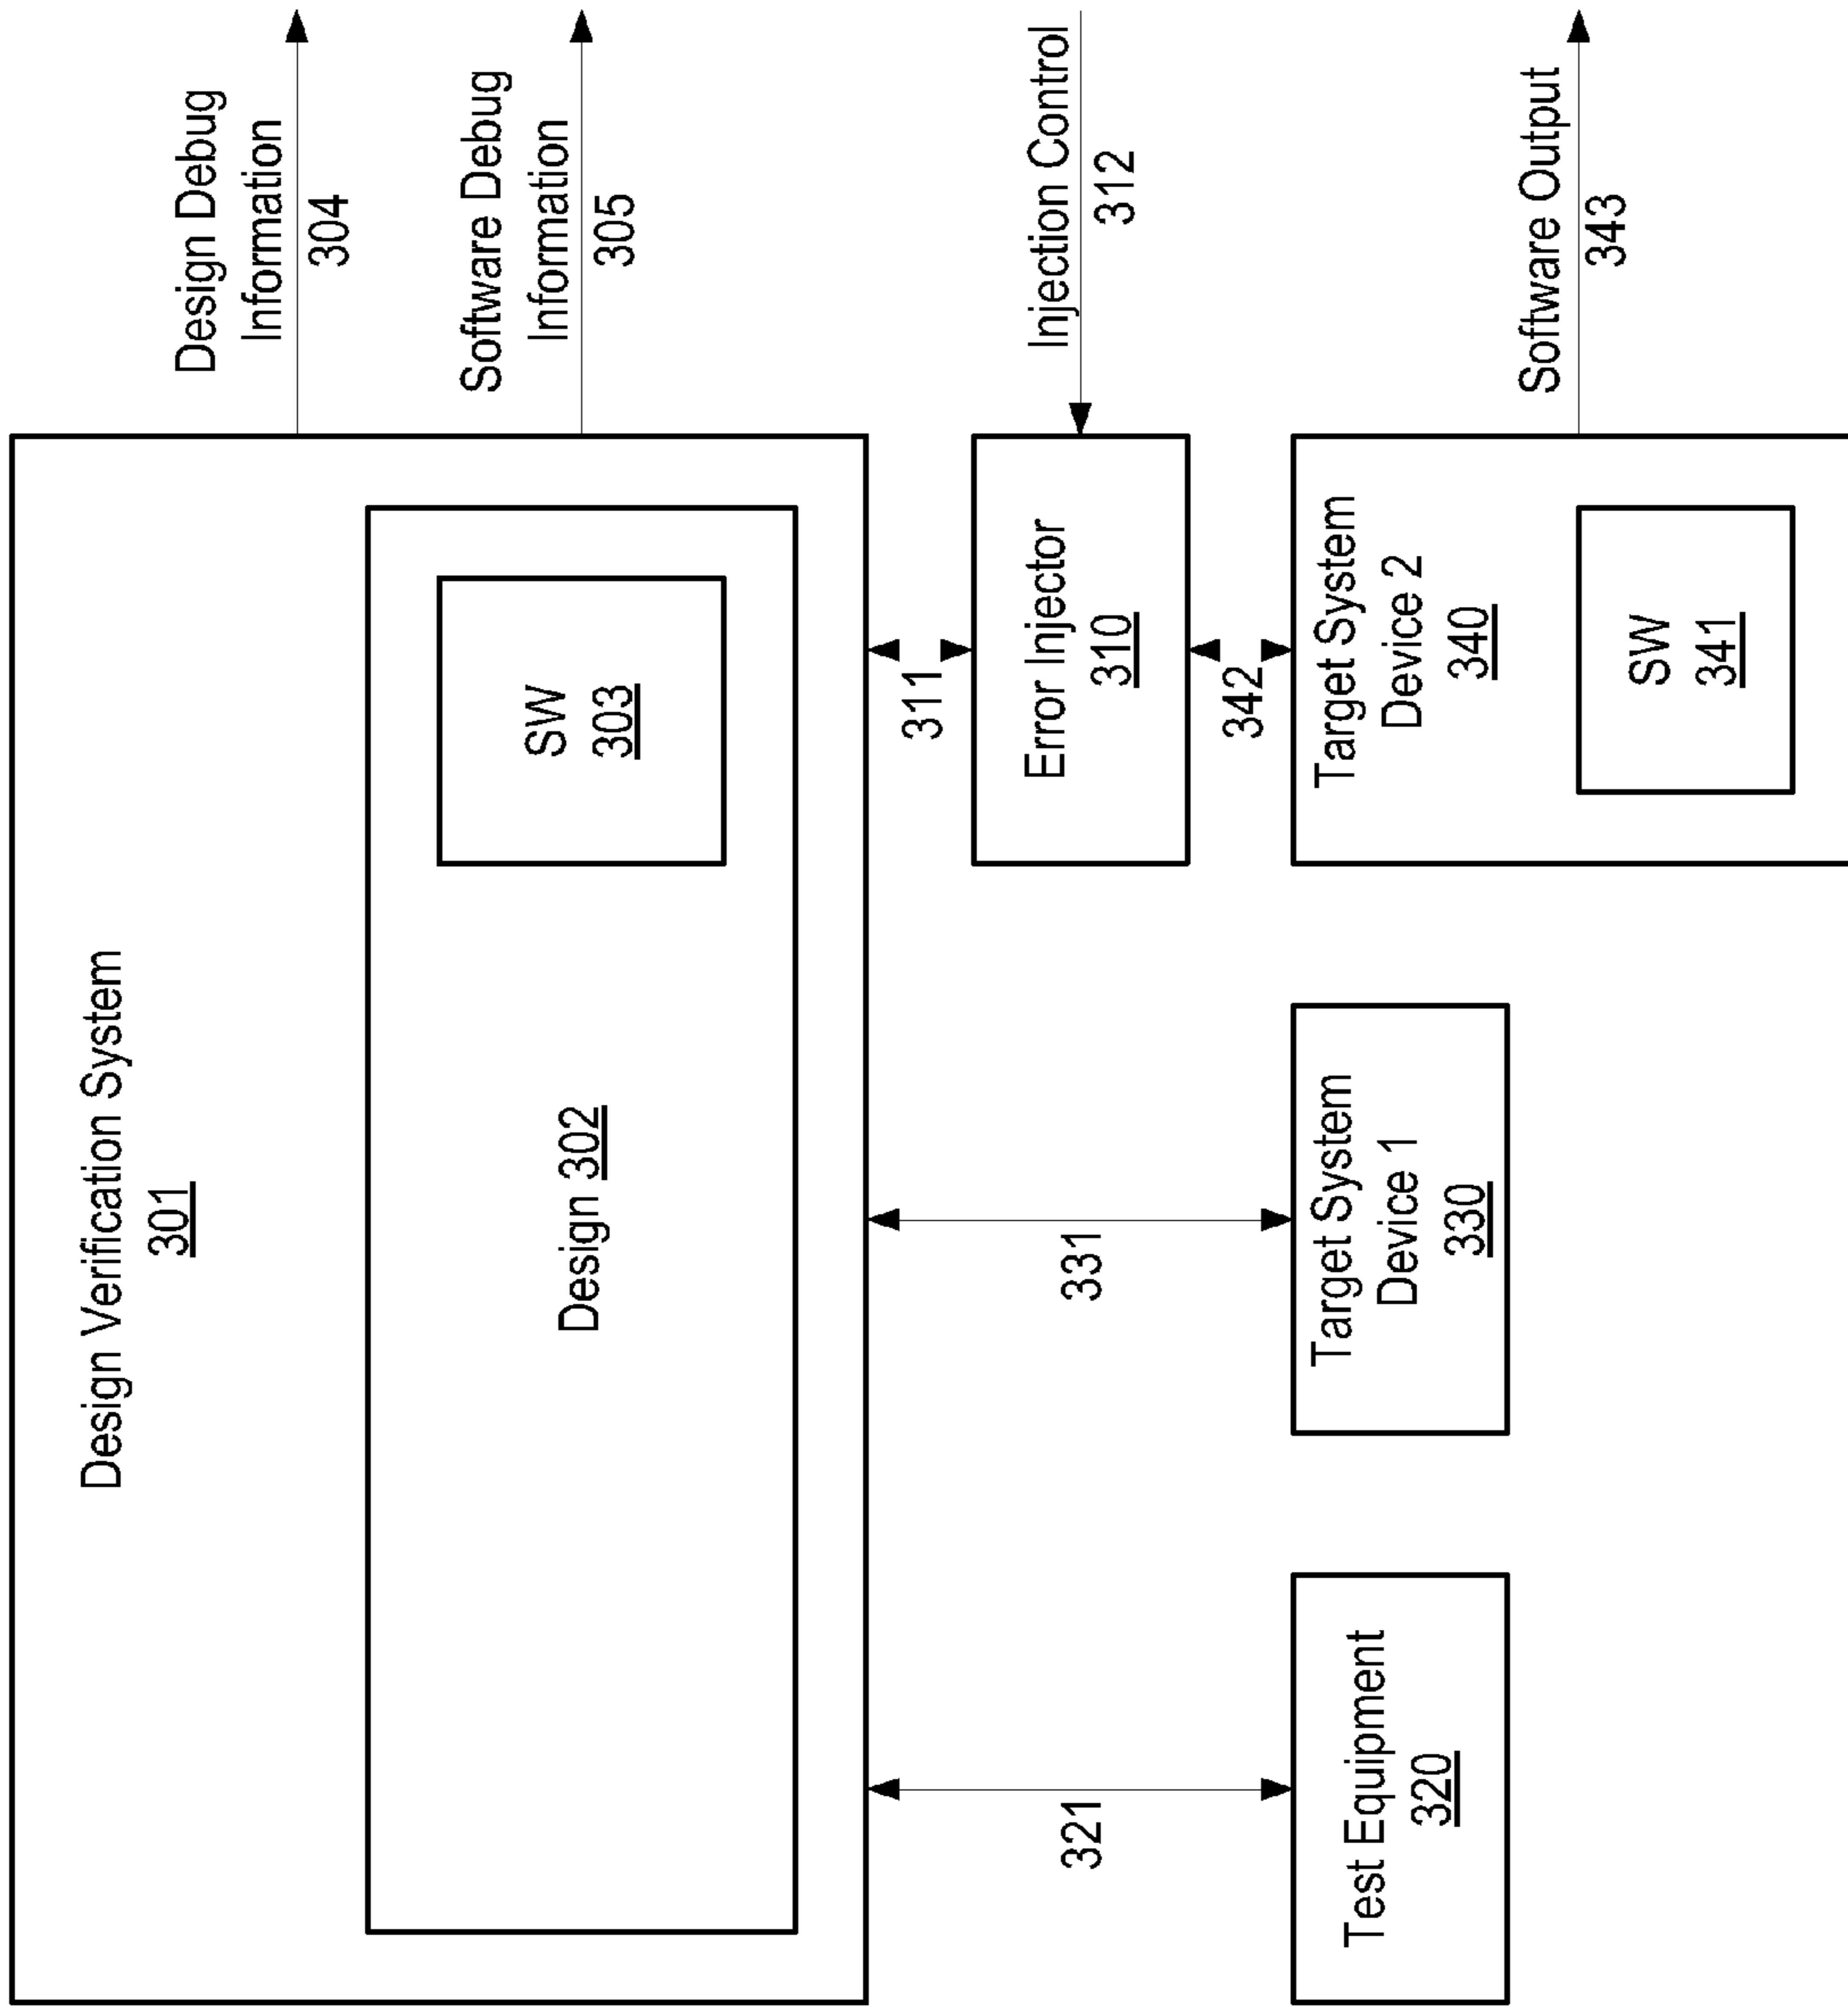 Design Verification System
301
Design 302
SW
303
Design Debug
Information
304
Software Debug
Information
305
321
331
311
Error Injector
310
Injection Control
312
342
Test Equipment
320
Target System
Device 1
330
Target System
Device 2
340
SW
341
Software Output
343